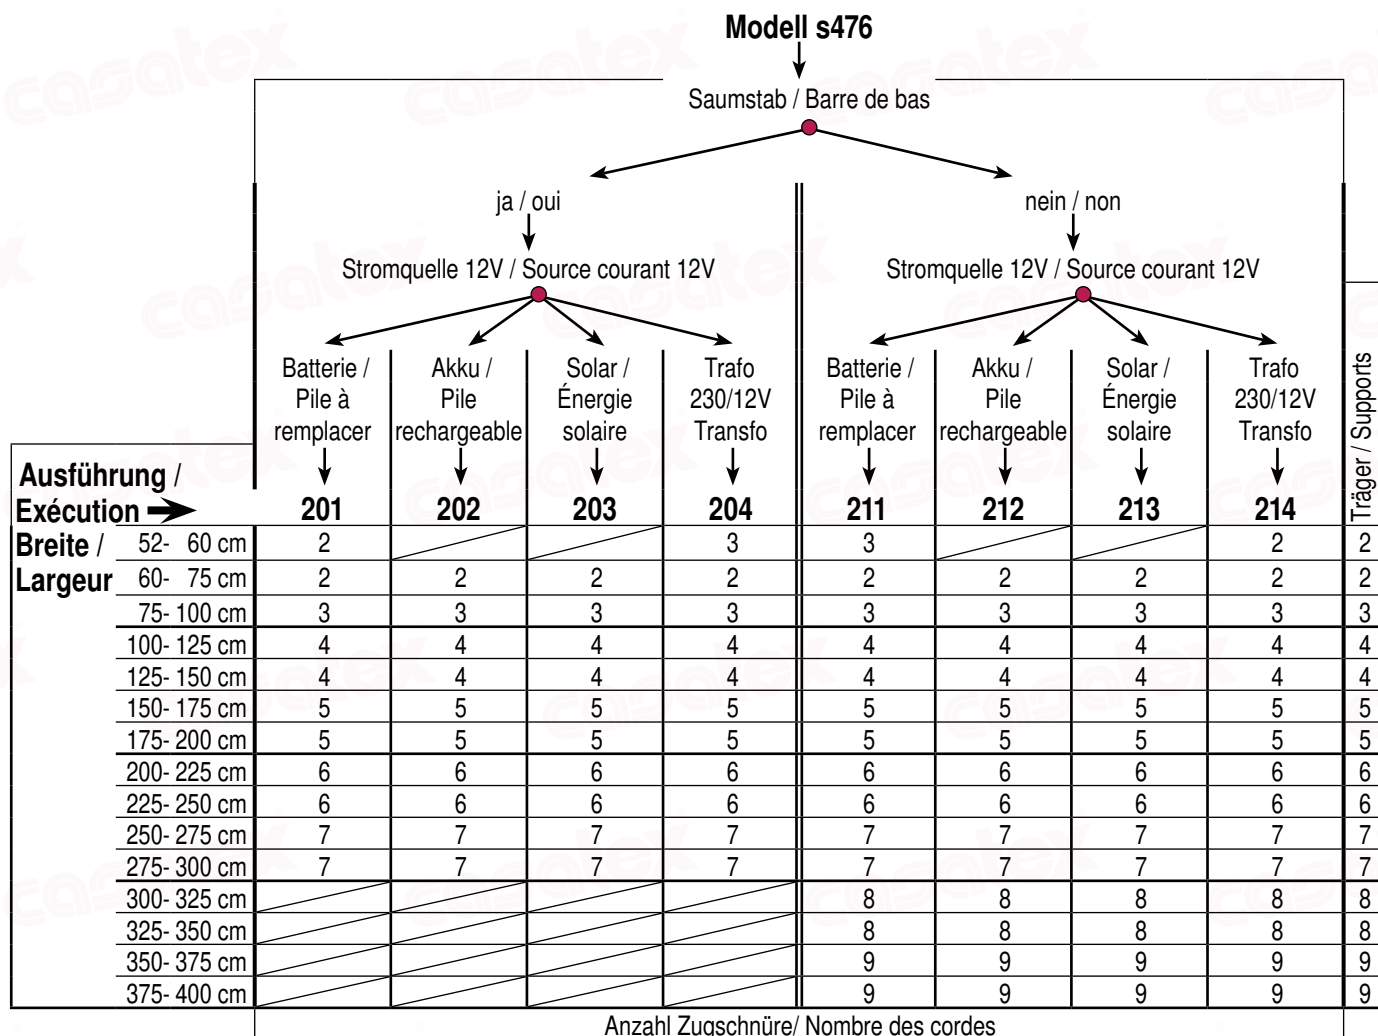 Modell s476
Saumstab / Barre de bas
ja / oui nein / non
Stromquelle 12V / Source courant 12V Stromquelle 12V / Source courant 12V
Batterie / Akku / Solar / Trafo Batterie / Akku / Solar / Trafo
Pile à Pile Énergie 230/12V Pile à Pile Énergie 230/12V
remplacer rechargeable solaire Transfo remplacer rechargeable solaire Transfo
Träger / Supports
Ausführung /
Exécution 201 202 203 204 211 212 213 214
Breite / 52- 60 cm 2 3 3 2 2
Largeur 60- 75 cm 2 2 2 2 2 2 2 2 2
75- 100 cm 3 3 3 3 3 3 3 3 3
100- 125 cm 4 4 4 4 4 4 4 4 4
125- 150 cm 4 4 4 4 4 4 4 4 4
150- 175 cm 5 5 5 5 5 5 5 5 5
175- 200 cm 5 5 5 5 5 5 5 5 5
200- 225 cm 6 6 6 6 6 6 6 6 6
225- 250 cm 6 6 6 6 6 6 6 6 6
250- 275 cm 7 7 7 7 7 7 7 7 7
275- 300 cm 7 7 7 7 7 7 7 7 7
300- 325 cm 8 8 8 8 8
325- 350 cm 8 8 8 8 8
350- 375 cm 9 9 9 9 9
375- 400 cm 9 9 9 9 9
Anzahl Zugschnüre/ Nombre des cordes